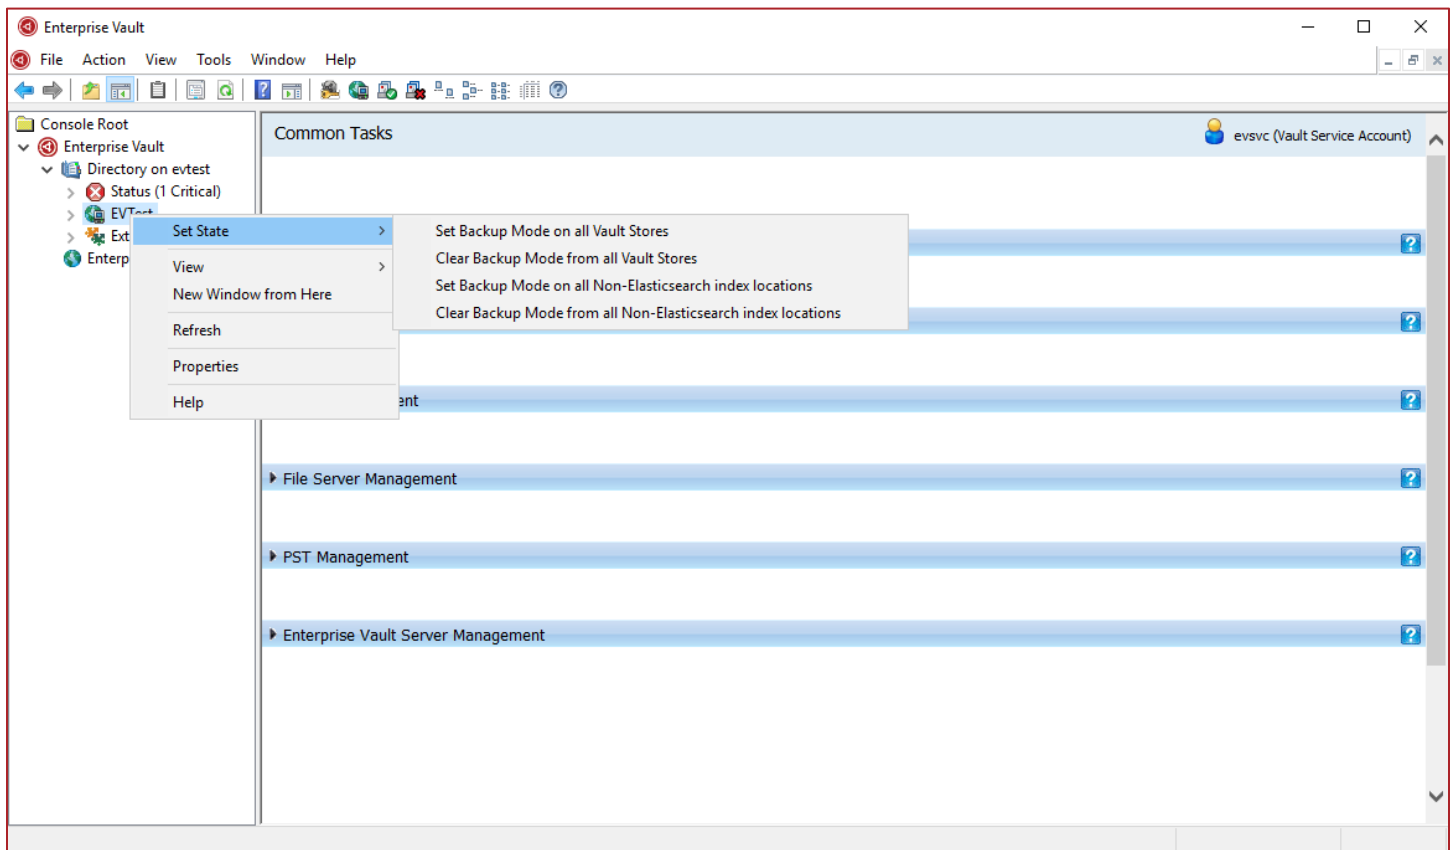 Enterprise Vault
File Action View Tools Window Help
Console Root
Enterprise Vault
Directory on evtest
Status (1 Critical)
EVTest
Ext
Enterp
Set State
View
New Window from Here
Refresh
Properties
Help
Set Backup Mode on all Vault Stores
Clear Backup Mode from all Vault Stores
Set Backup Mode on all Non-Elasticsearch index locations
Clear Backup Mode from all Non-Elasticsearch index locations
Common Tasks
evsvc (Vault Service Account)
ent
File Server Management
PST Management
Enterprise Vault Server Management